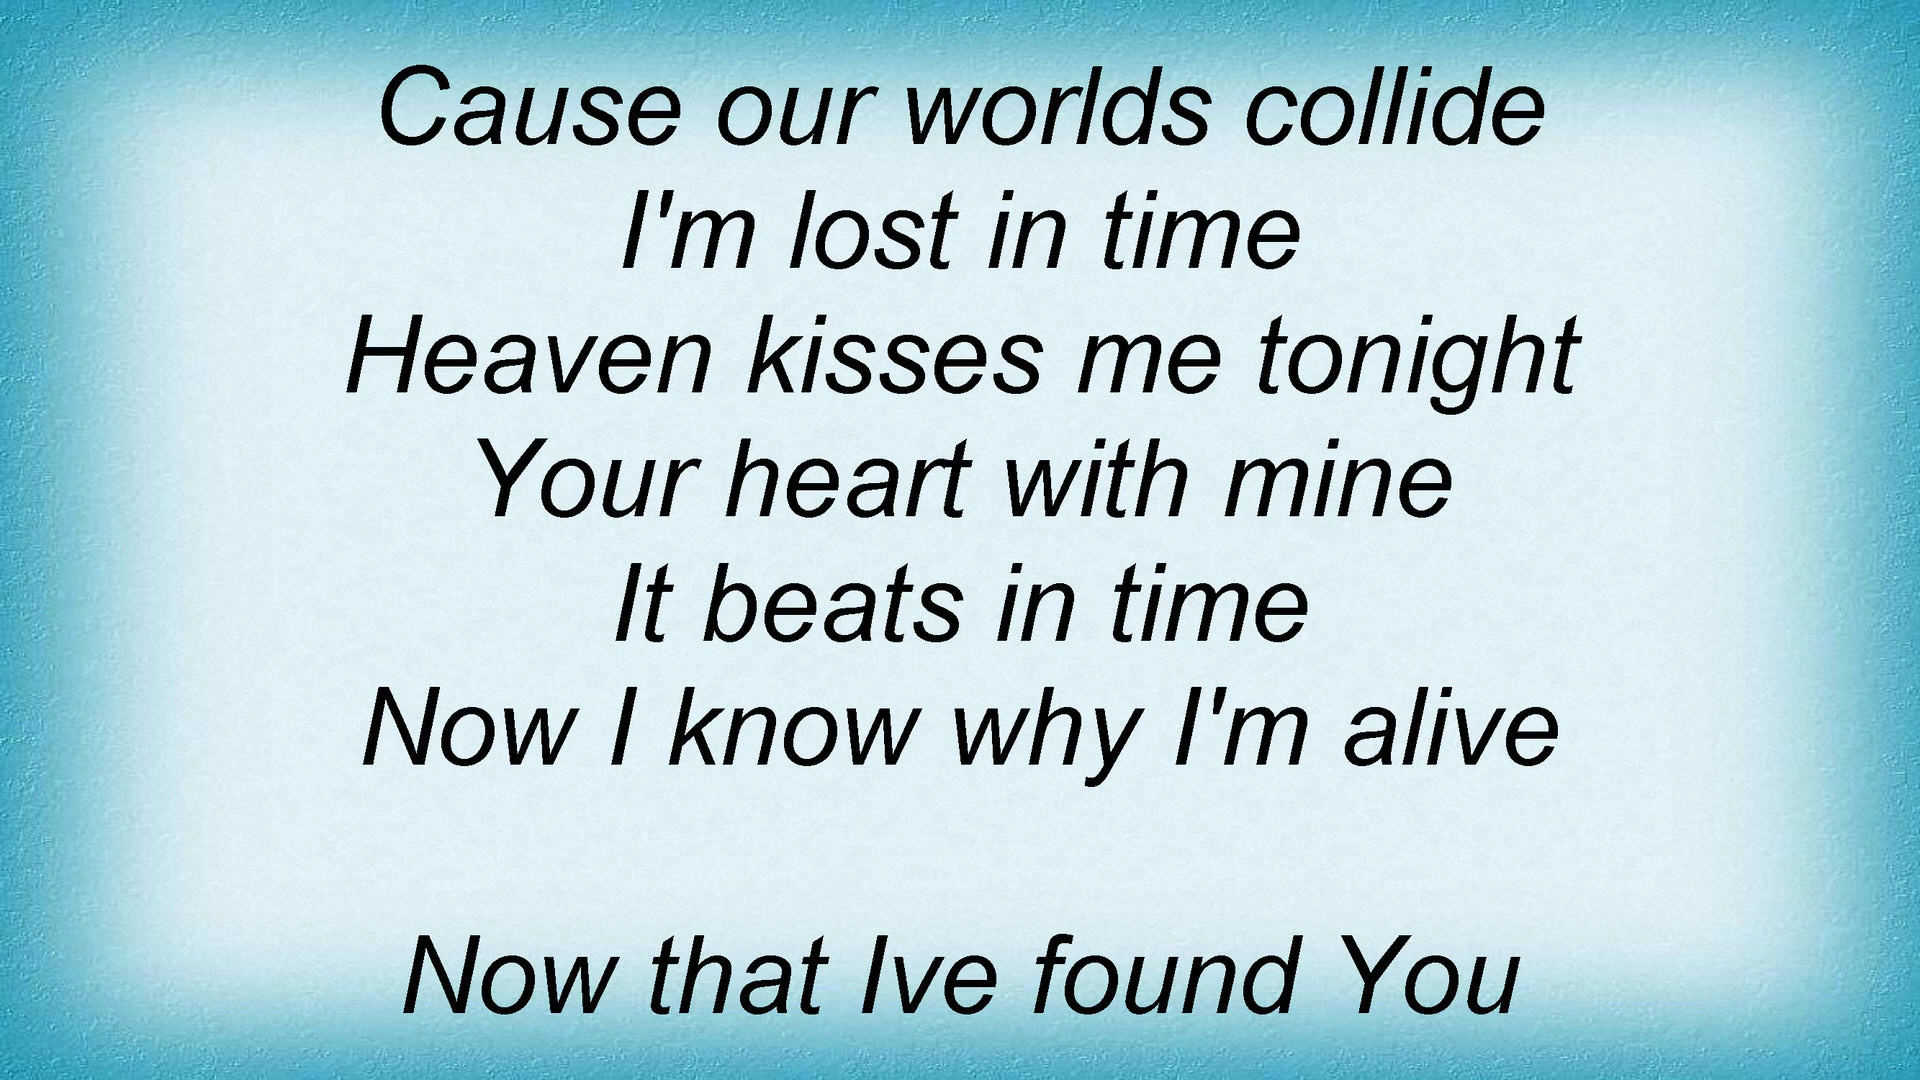 Cause our worlds collide
I'm lost in time
Heaven kisses me tonight
Your heart with mine
It beats in time
Now I know why I'm alive
Now that Ive found You